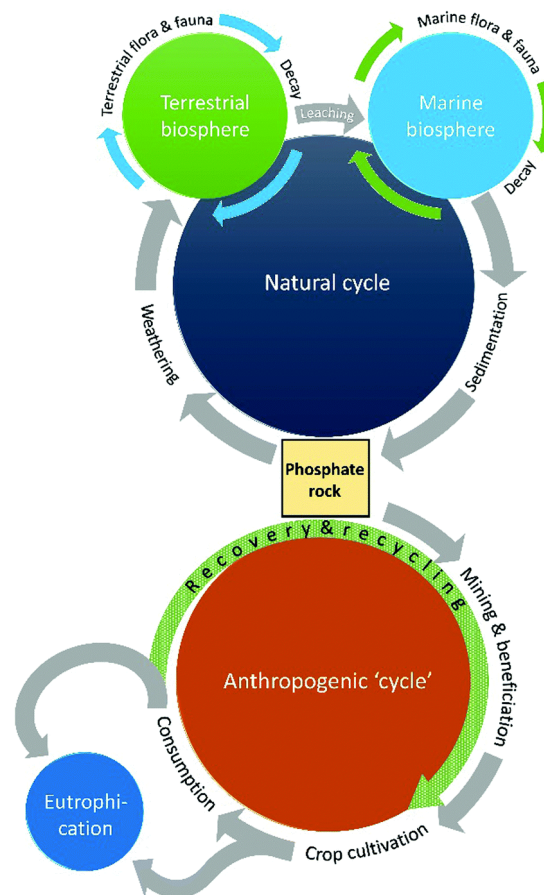 Terrestrial flora & fauna
Decay
Terrestrial
biosphere
Leaching
Marine flora & fauna
Marine
biosphere
Decay
Natural cycle
Weathering
Sedimentation
Phosphate
rock
Recovery & recycling
Mining & beneficiation
Anthropogenic ‘cycle’
Consumption
Crop cultivation
Eutrophi-
cation